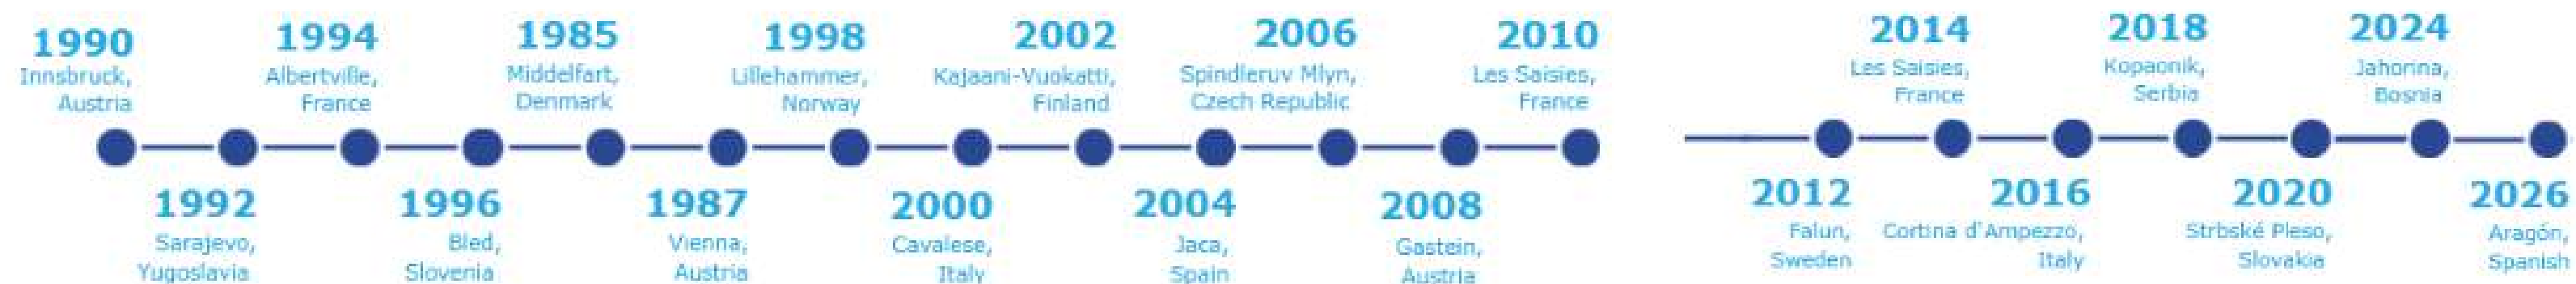 1990
Innsbruck,
Austria
1992
Sarajevo,
Yugoslavia
1994
Albertville,
France
1996
Bled,
Slovenia
1985
Middelfart,
Denmark
1987
Vienna,
Austria
1998
Lillehammer,
Norway
2000
Cavalese,
Italy
2002
Kajaani-Vuokatti,
Finland
2004
Jaca,
Spain
2006
Spindleruv Mlyn,
Czech Republic
2008
Gastein,
Austria
2010
Les Saisies,
France
2012
Falun,
Sweden
2014
Les Saisies,
France
2016
Cortina d'Ampezzo,
Italy
2018
Kopaonik,
Serbia
2020
Strbské Pleso,
Slovakia
2024
Jahorina,
Bosnia
2026
Aragón,
Spanish